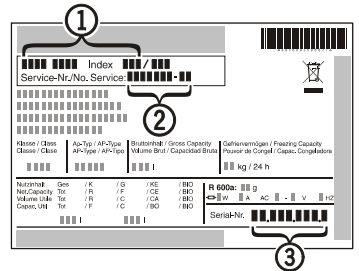 1
Index /
Service-Nr./No. Service: -
2
Klasse / Class
Classe / Clase
Ap-Typ / AP-Type
AP-Type / AP-Tipo
Bruttoinhalt / Gross Capacity
Volume Brut / Capacidad Bruta
Gefriervermögen / Freezing Capacity
Pouvoir de Congel / Capac. Congeladora
kg / 24 h
Nutzinhalt Ges / K / G / KE / BIO
Net.Capacity Tot / R / F / CE / BIO
Volume Utile Tot / R / C / CA / BIO
Capac, Util Tot / F / C / BO / BIO
l l
R 600a: g
W A AC - V HZ
Serial-Nr.
3